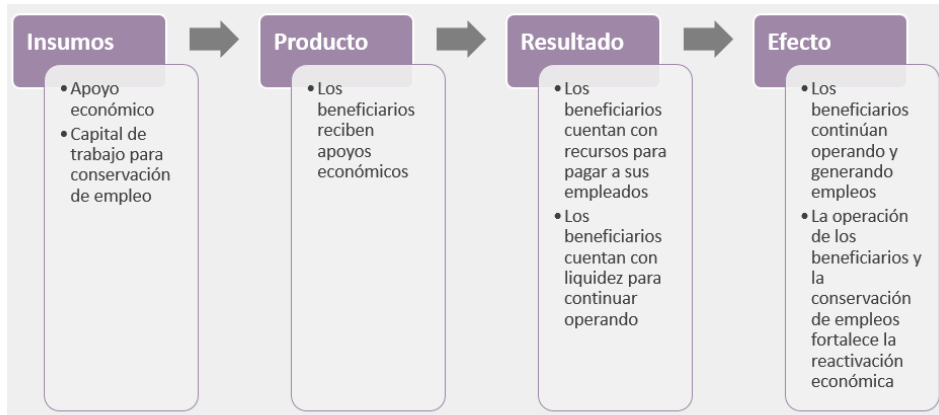 Insumos
• Apoyo
económico
• Capital de
trabajo para
conservación
de empleo
Producto
• Los
beneficiarios
reciben
apoyos
económicos
Resultado
• Los
beneficiarios
cuentan con
recursos para
pagar a sus
empleados
• Los
beneficiarios
cuentan con
liquidez para
continuar
operando
Efecto
• Los
beneficiarios
continúan
operando y
generando
empleos
• La operación
de los
beneficiarios y
la
conservación
de empleos
fortalece la
reactivación
económica